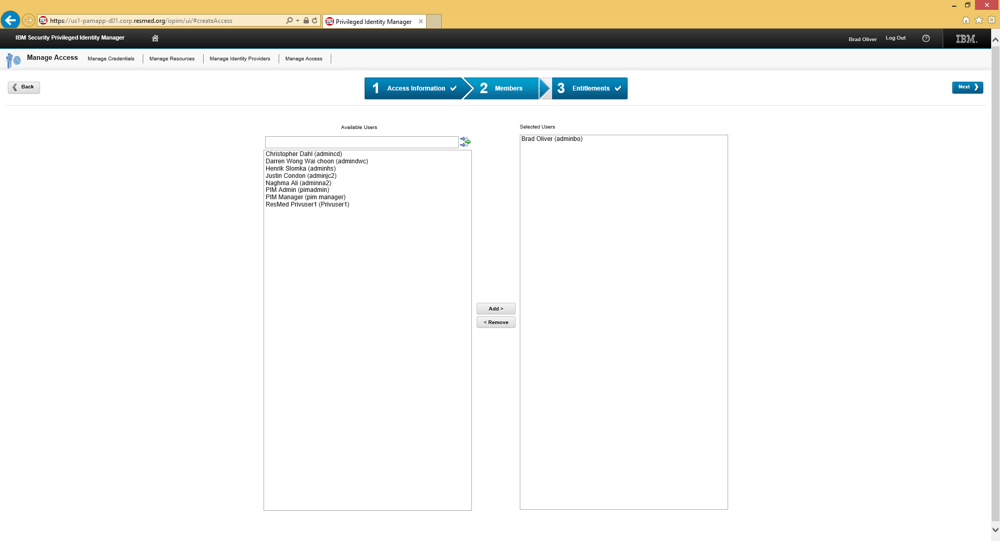 https://us1-pamapp-d01.corp.resmed.org/ispim/ui/#createAccess
Privileged Identity Manager
IBM Security Privileged Identity Manager
Brad Oliver
Log Out
IBM
Manage Access
Manage Credentials
Manage Resources
Manage Identity Providers
Manage Access
Back
1 Access Information
2 Members
3 Entitlements
Next
Available Users
Selected Users
Christopher Dahl (admincd)
Darren Wong Wai choon (admindwc)
Henrik Slomka (adminhs)
Justin Condon (adminjc2)
Naghma Ali (adminna2)
PIM Admin (pimadmin)
PIM Manager (pim manager)
ResMed Privuser1 (Privuser1)
Brad Oliver (adminbo)
Add >
< Remove